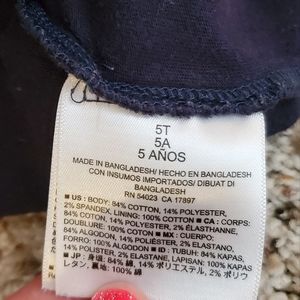 5T
5A
5 AÑOS
MADE IN BANGLADESH/ HECHO EN BANGLADESH
CON INSUMOS IMPORTADOS/ DIBUAT DI
BANGLADESH
RN 54023 CA 17897
■ US: BODY: 84% COTTON, 14% POLYESTER,
2% SPANDEX, LINING: 100% COTTON ■ CA: CORPS:
84% COTON, 14% POLYESTER, 2% ÉLASTHANNE,
DOUBLURE: 100% COTON ■ MX: CUERPO:
84% ALGODÓN, 14% POLIÉSTER, 2% ELASTANO,
FORRO: 100% ALGODÓN ■ ID: TUBUH: 84% KAPAS,
14% POLISTER, 2% ELASTAN, LAPISAN: 100% KAPAS
■ JP: 身頃: 84% 綿, 14% ポリエステル, 2% ポリウ
レタン, 裏地: 100% 綿